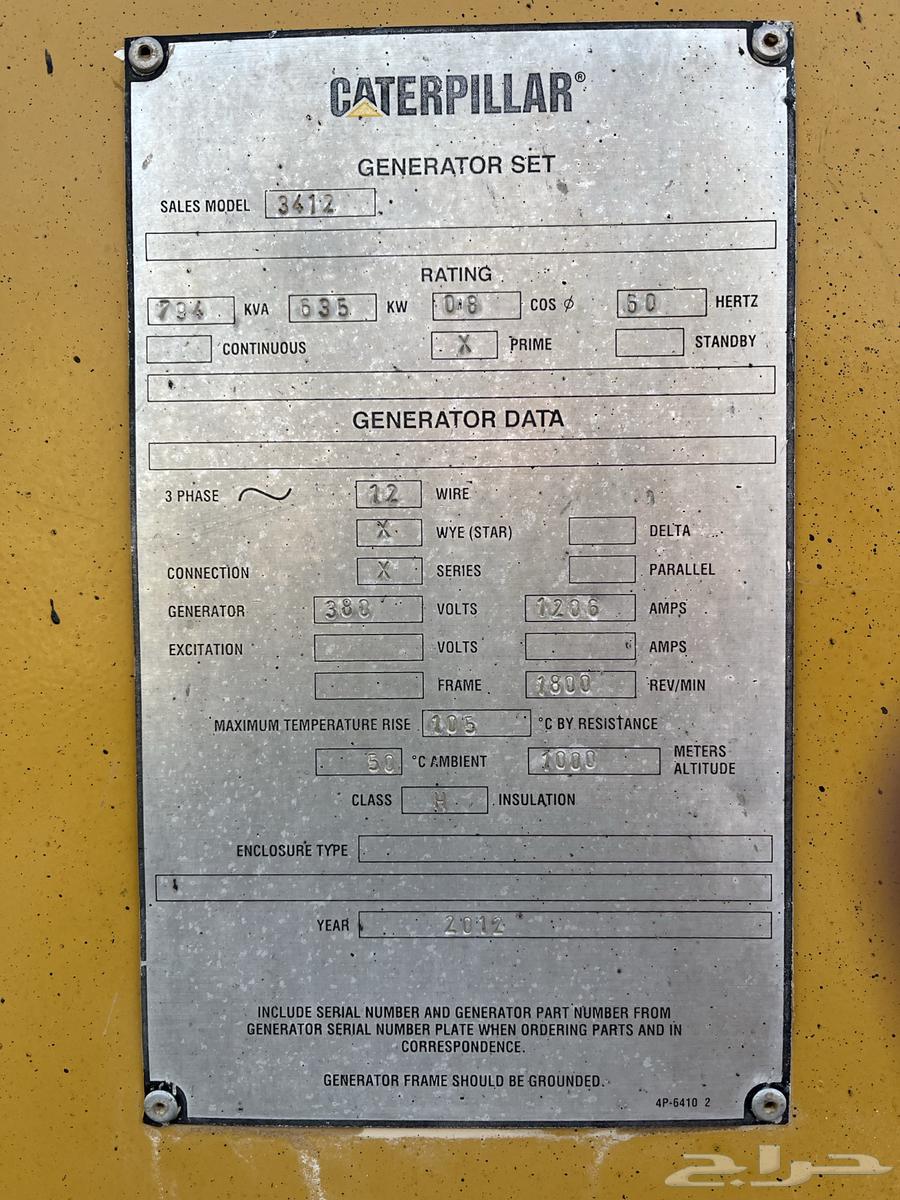 CATERPILLAR®
GENERATOR SET
SALES MODEL 3412
RATING
794 KVA 635 KW 0.8 COS ø 60 HERTZ
CONTINUOUS X PRIME STANDBY
GENERATOR DATA
3 PHASE 12 WIRE
X WYE (STAR) DELTA
CONNECTION X SERIES PARALLEL
GENERATOR 380 VOLTS 1206 AMPS
EXCITATION VOLTS AMPS
FRAME 1800 REV/MIN
MAXIMUM TEMPERATURE RISE 105 °C BY RESISTANCE
50 °C AMBIENT 1000 METERS ALTITUDE
CLASS H INSULATION
ENCLOSURE TYPE
YEAR 2012
INCLUDE SERIAL NUMBER AND GENERATOR PART NUMBER FROM
GENERATOR SERIAL NUMBER PLATE WHEN ORDERING PARTS AND IN
CORRESPONDENCE.
GENERATOR FRAME SHOULD BE GROUNDED.
4P-6410 2
حراج